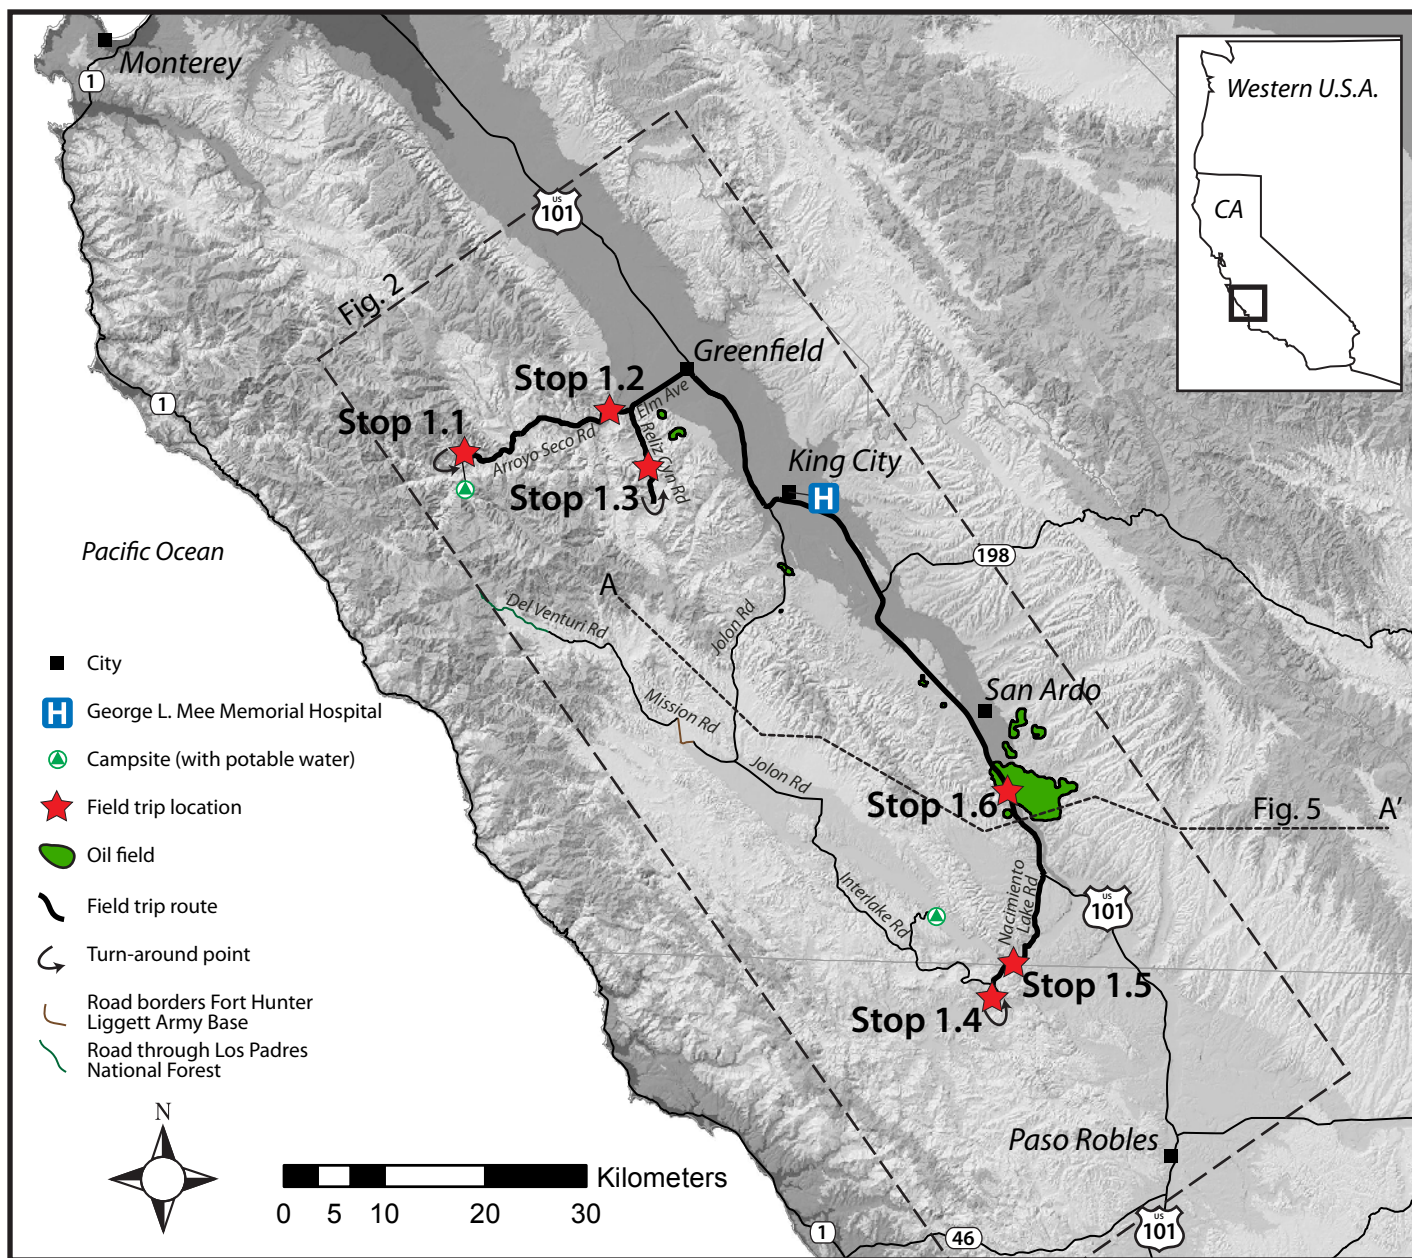 Monterey
1
Western U.S.A.
CA
US
101
Fig. 2
Greenfield
Stop 1.2
Elm Ave
1
Stop 1.1
Arroyo Seco Rd
Reliz Cyn Rd
King City
H
Stop 1.3
Pacific Ocean
198
A
Del Venturi Rd
Jolon Rd
City
San Ardo
George L. Mee Memorial Hospital
H
Mission Rd
Campsite (with potable water)
Jolon Rd
Field trip location
Stop 1.6
Fig. 5
A'
Oil field
Field trip route
Interlake Rd
Nacimiento
Lake Rd
US
101
Turn-around point
Stop 1.5
Road borders Fort Hunter
Liggett Army Base
Stop 1.4
Road through Los Padres
National Forest
N
Paso Robles
Kilometers
0 5 10 20 30
1
46
US
101